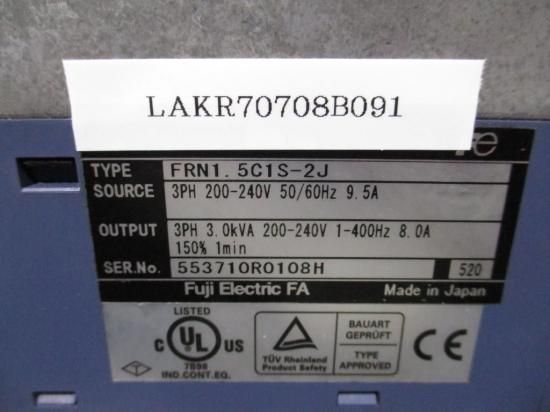 LAKR70708B091
TYPE FRN1.5C1S-2J
SOURCE 3PH 200-240V 50/60Hz 9.5A
OUTPUT 3PH 3.0kVA 200-240V 1-400Hz 8.0A
150% 1min
SER.No. 553710R0108H 520
Fuji Electric FA Made in Japan
LISTED
C UL US
7B98
IND.CONT.EQ.
TÜV Rheinland
Product Safety
BAUART
GEPRÜFT
TYPE
APPROVED
CE